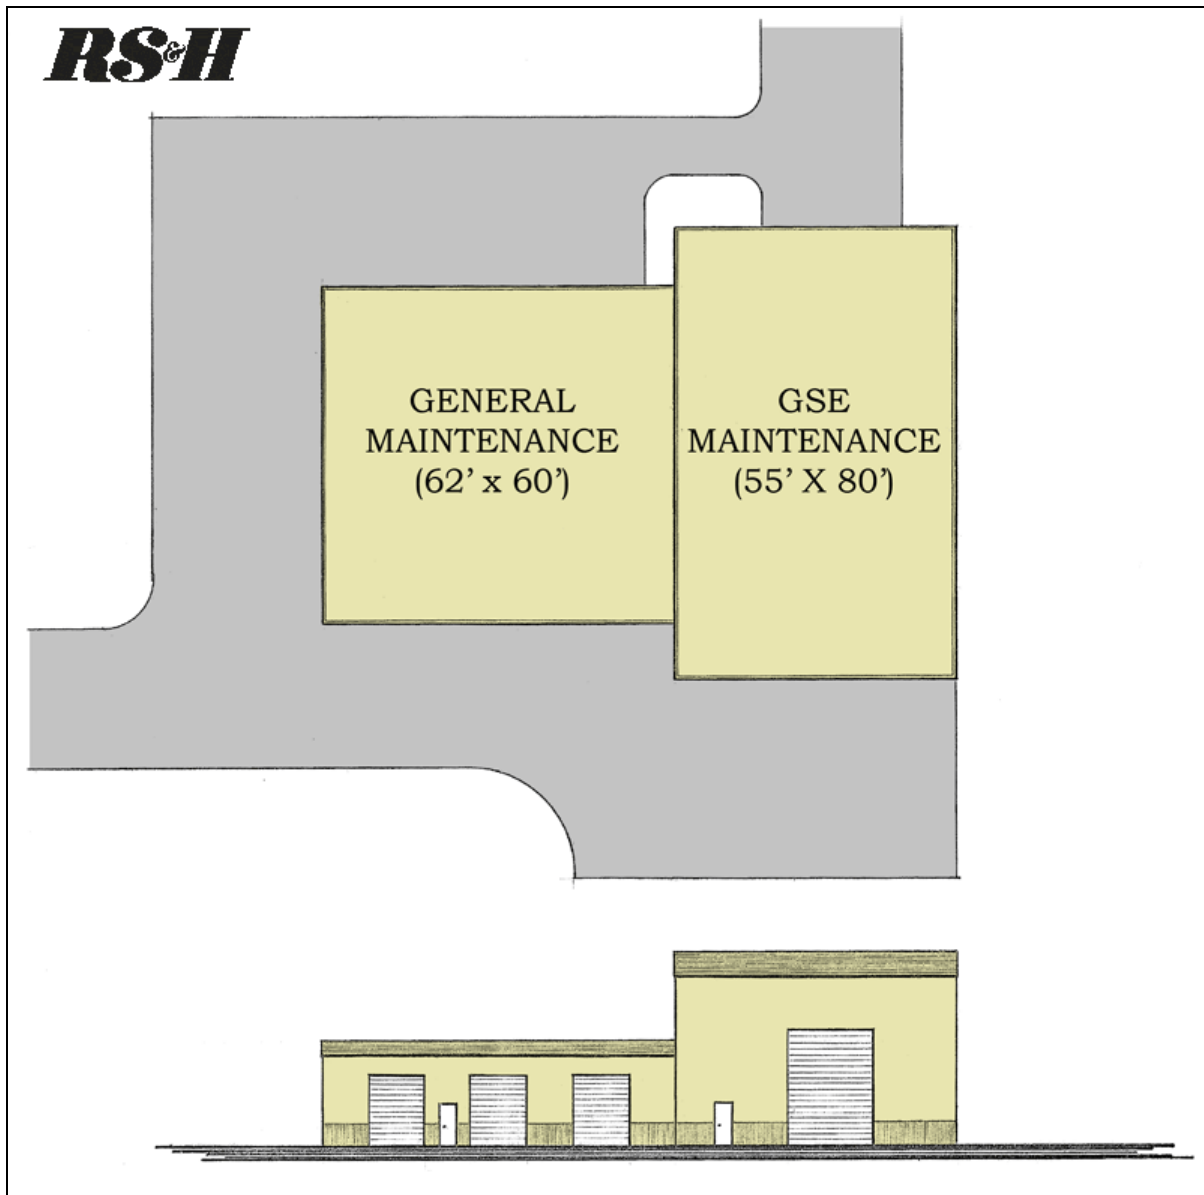 RS&H
GENERAL
MAINTENANCE
(62’ x 60’)
GSE
MAINTENANCE
(55’ X 80’)